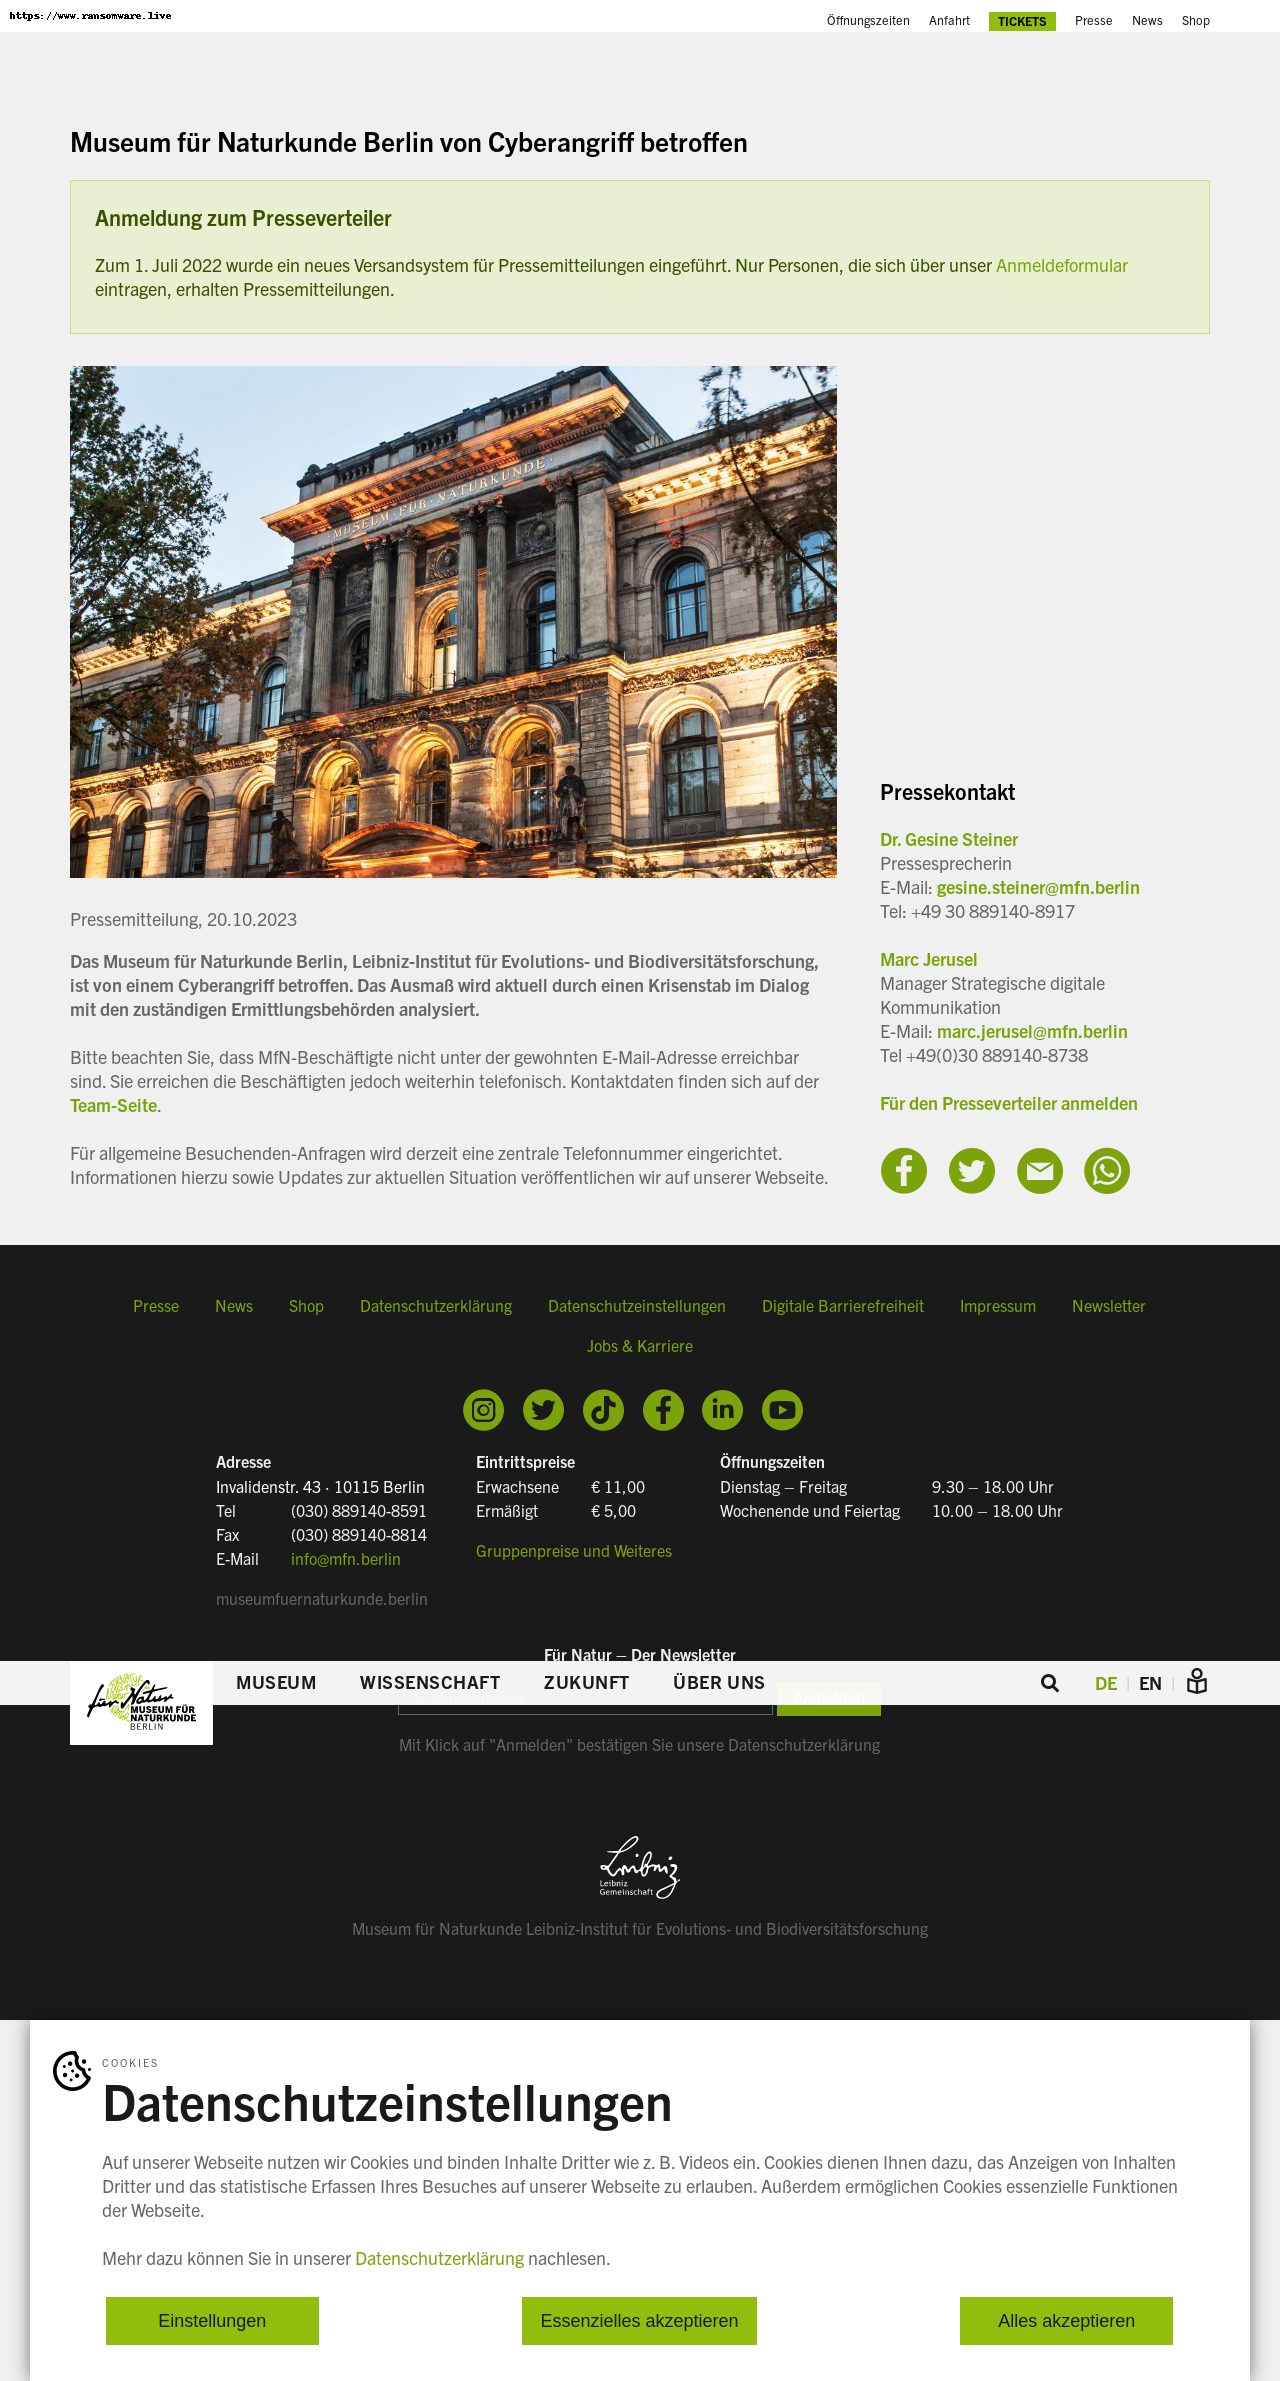 https://www.ransomware.live
Öffnungszeiten Anfahrt TICKETS Presse News Shop
Museum für Naturkunde Berlin von Cyberangriff betroffen
Anmeldung zum Presseverteiler
Zum 1. Juli 2022 wurde ein neues Versandsystem für Pressemitteilungen eingeführt. Nur Personen, die sich über unser Anmeldeformular
eintragen, erhalten Pressemitteilungen.
MUSEUM·FÜR·NATURKUNDE·
Pressemitteilung, 20.10.2023
Das Museum für Naturkunde Berlin, Leibniz-Institut für Evolutions- und Biodiversitätsforschung,
ist von einem Cyberangriff betroffen. Das Ausmaß wird aktuell durch einen Krisenstab im Dialog
mit den zuständigen Ermittlungsbehörden analysiert.
Bitte beachten Sie, dass MfN-Beschäftigte nicht unter der gewohnten E-Mail-Adresse erreichbar
sind. Sie erreichen die Beschäftigten jedoch weiterhin telefonisch. Kontaktdaten finden sich auf der
Team-Seite.
Für allgemeine Besuchenden-Anfragen wird derzeit eine zentrale Telefonnummer eingerichtet.
Informationen hierzu sowie Updates zur aktuellen Situation veröffentlichen wir auf unserer Webseite.
Pressekontakt
Dr. Gesine Steiner
Pressesprecherin
E-Mail: gesine.steiner@mfn.berlin
Tel: +49 30 889140-8917
Marc Jerusel
Manager Strategische digitale
Kommunikation
E-Mail: marc.jerusel@mfn.berlin
Tel +49(0)30 889140-8738
Für den Presseverteiler anmelden
Presse News Shop Datenschutzerklärung Datenschutzeinstellungen Digitale Barrierefreiheit Impressum Newsletter
Jobs & Karriere
Adresse
Invalidenstr. 43 · 10115 Berlin
Tel (030) 889140-8591
Fax (030) 889140-8814
E-Mail info@mfn.berlin
museumfuernaturkunde.berlin
Eintrittspreise
Erwachsene € 11,00
Ermäßigt € 5,00
Gruppenpreise und Weiteres
Öffnungszeiten
Dienstag – Freitag 9.30 – 18.00 Uhr
Wochenende und Feiertag 10.00 – 18.00 Uhr
Für Natur – Der Newsletter
für Natur
MUSEUM FÜR
NATURKUNDE
BERLIN
MUSEUM WISSENSCHAFT ZUKUNFT ÜBER UNS DE | EN |
Anmelden
Mit Klick auf "Anmelden" bestätigen Sie unsere Datenschutzerklärung
Leibniz
Leibniz
Gemeinschaft
Museum für Naturkunde Leibniz-Institut für Evolutions- und Biodiversitätsforschung
COOKIES
Datenschutzeinstellungen
Auf unserer Webseite nutzen wir Cookies und binden Inhalte Dritter wie z. B. Videos ein. Cookies dienen Ihnen dazu, das Anzeigen von Inhalten
Dritter und das statistische Erfassen Ihres Besuches auf unserer Webseite zu erlauben. Außerdem ermöglichen Cookies essenzielle Funktionen
der Webseite.
Mehr dazu können Sie in unserer Datenschutzerklärung nachlesen.
Einstellungen Essenzielles akzeptieren Alles akzeptieren